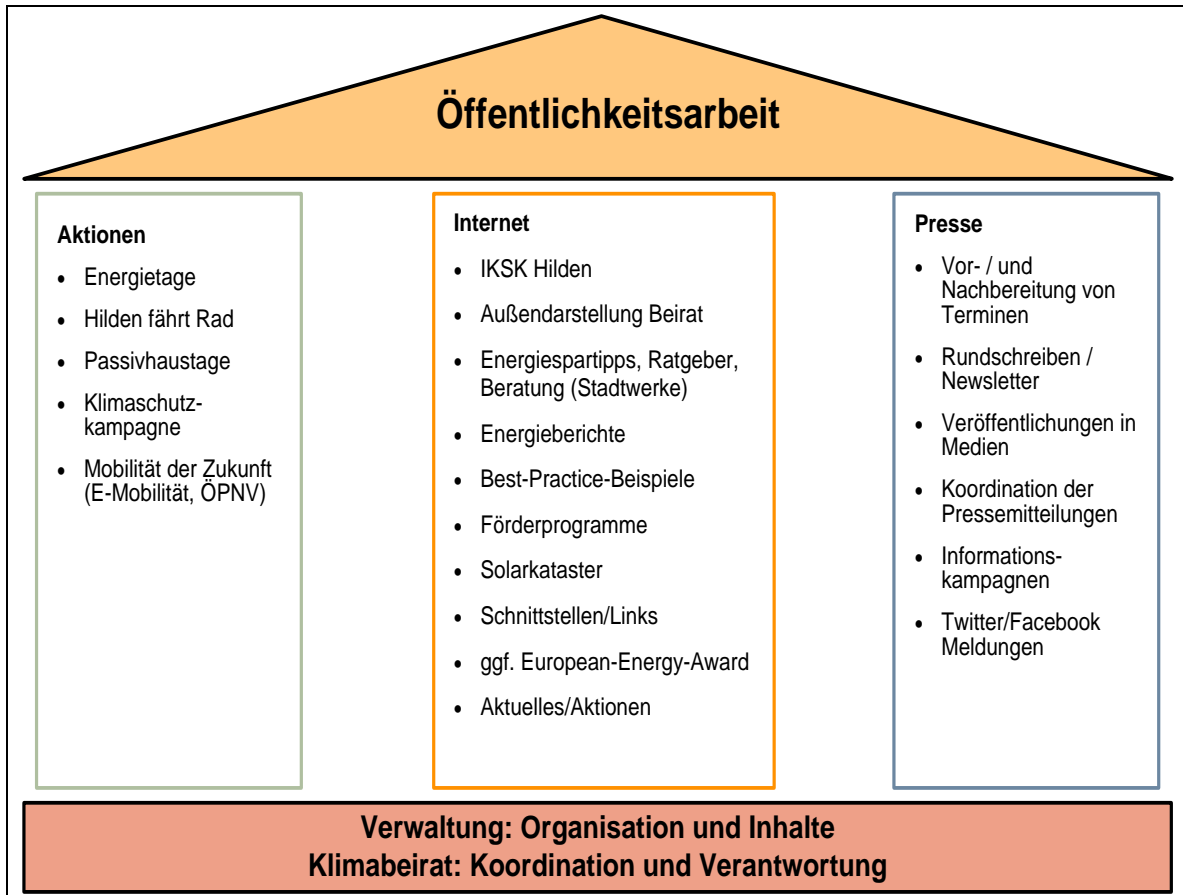 Öffentlichkeitsarbeit
Aktionen
• Energietage
• Hilden fährt Rad
• Passivhaustage
• Klimaschutz-
kampagne
• Mobilität der Zukunft
(E-Mobilität, ÖPNV)
Internet
• IKSK Hilden
• Außendarstellung Beirat
• Energiespartipps, Ratgeber,
Beratung (Stadtwerke)
• Energieberichte
• Best-Practice-Beispiele
• Förderprogramme
• Solarkataster
• Schnittstellen/Links
• ggf. European-Energy-Award
• Aktuelles/Aktionen
Presse
• Vor- / und
Nachbereitung von
Terminen
• Rundschreiben /
Newsletter
• Veröffentlichungen in
Medien
• Koordination der
Pressemitteilungen
• Informations-
kampagnen
• Twitter/Facebook
Meldungen
Verwaltung: Organisation und Inhalte
Klimabeirat: Koordination und Verantwortung